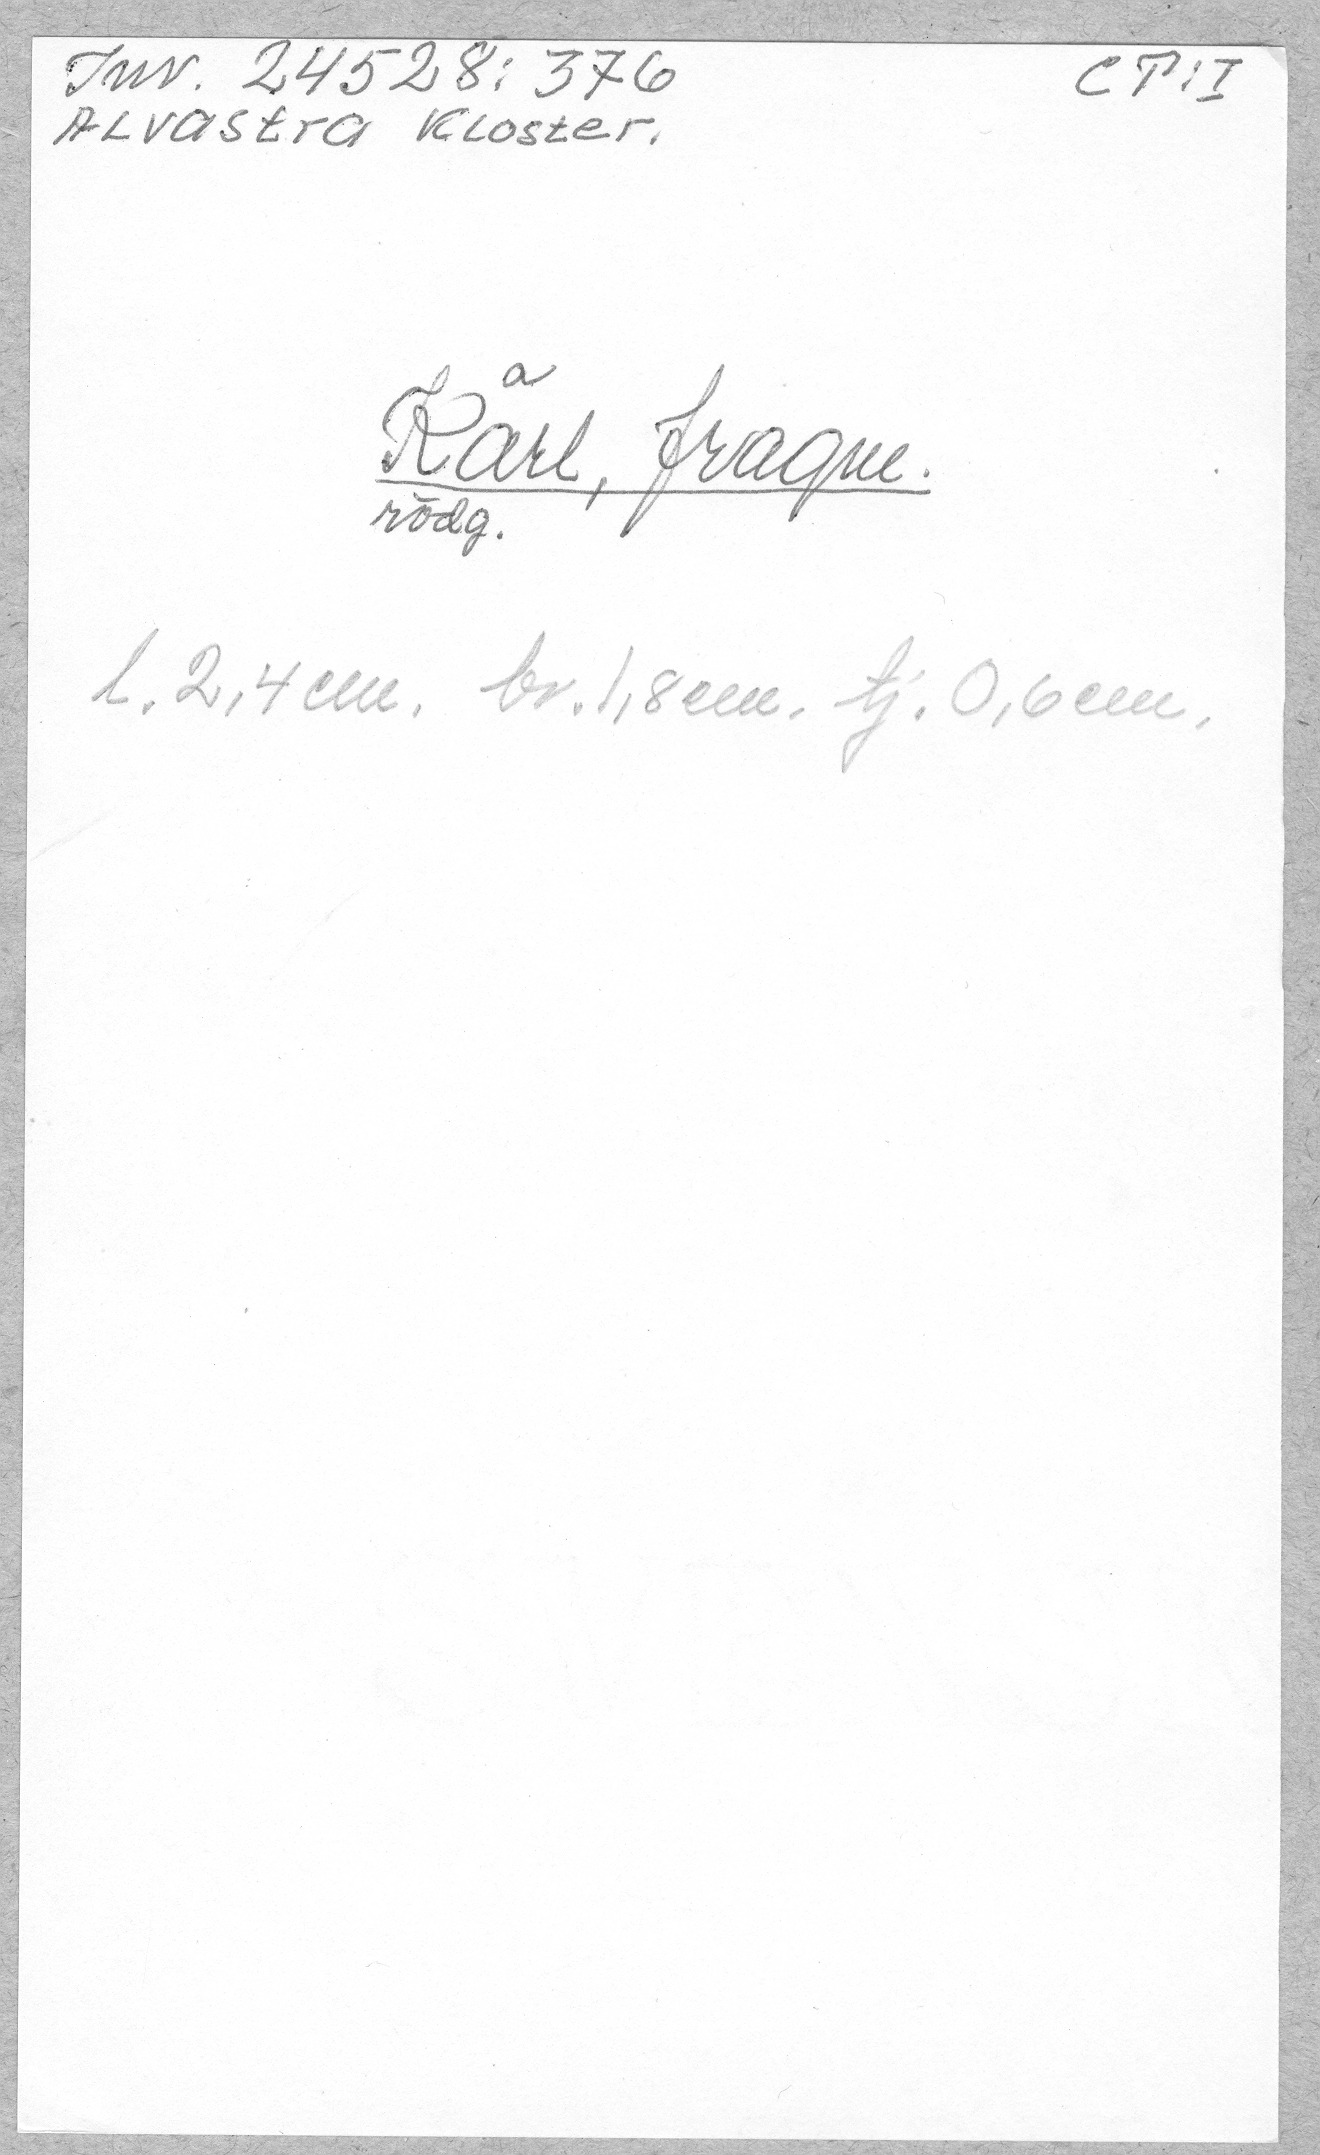 Inv. 24528:376 CT:I
Alvastra Kloster.
Kärl, fragm.
rödg.
l. 2,4 cm. br. 1,8 cm. tj. 0,6 cm.